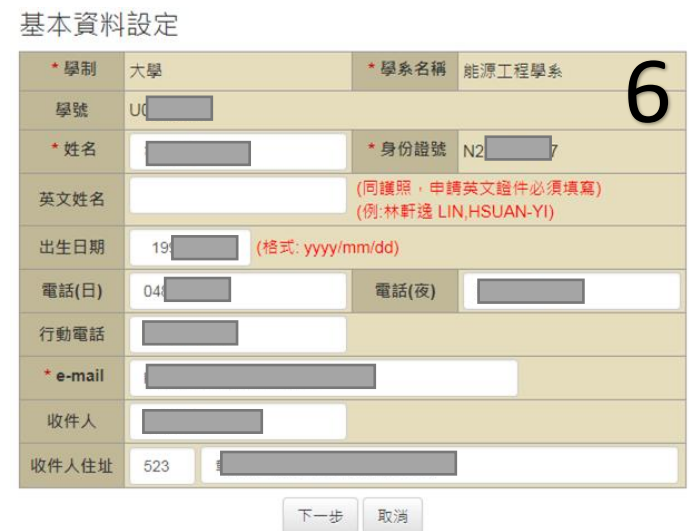 基本資料設定
* 學制 大學 * 學系名稱 能源工程學系 6
學號 U0
* 姓名 * 身份證號 N2 7
英文姓名 (同護照，申請英文證件必須填寫)
(例:林軒逸 LIN,HSUAN-YI)
出生日期 199 (格式: yyyy/mm/dd)
電話(日) 048 電話(夜)
行動電話
* e-mail
收件人
收件人住址 523
下一步 取消